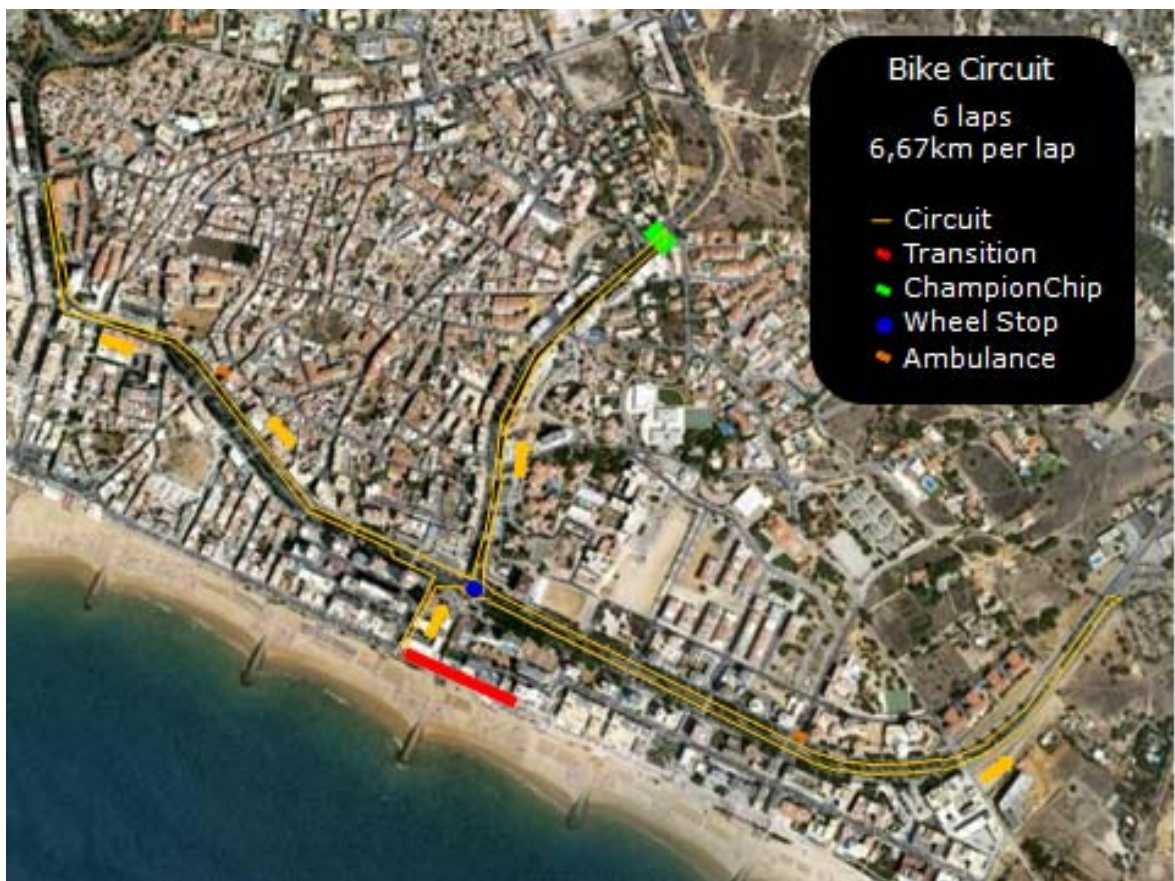 Bike Circuit
6 laps
6,67km per lap
Circuit
Transition
ChampionChip
Wheel Stop
Ambulance